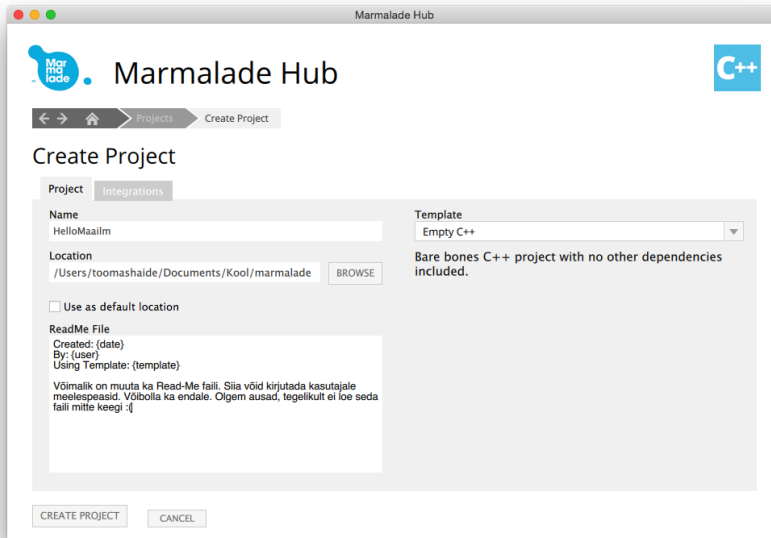 Marmalade Hub
Mar
ma
lade
Marmalade Hub
C++
Projects
Create Project
Create Project
Project
Integrations
Name
HelloMaailm
Location
/Users/toomashaide/Documents/Kool/marmalade
BROWSE
Use as default location
ReadMe File
Created: {date}
By: {user}
Using Template: {template}
Võimalik on muuta ka Read-Me faili. Siia võid kirjutada kasutajale
meelespeasid. Võibolla ka endale. Olgem ausad, tegelikult ei loe seda
faili mitte keegi :(
Template
Empty C++
Bare bones C++ project with no other dependencies
included.
CREATE PROJECT
CANCEL